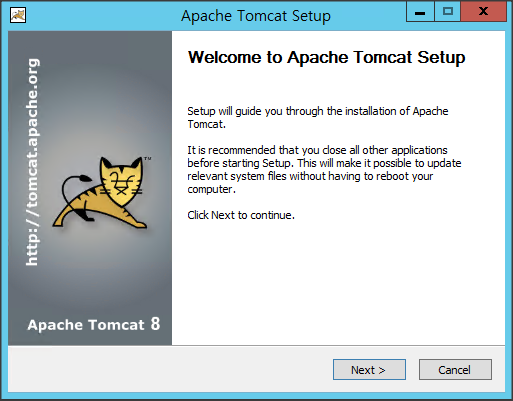 Apache Tomcat Setup
http://tomcat.apache.org
TM
Apache Tomcat 8
Welcome to Apache Tomcat Setup
Setup will guide you through the installation of Apache
Tomcat.
It is recommended that you close all other applications
before starting Setup. This will make it possible to update
relevant system files without having to reboot your
computer.
Click Next to continue.
Next >
Cancel